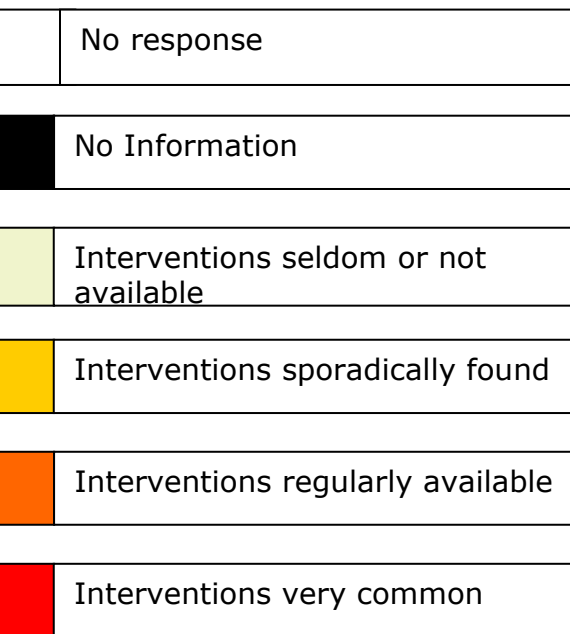 No response
No Information
Interventions seldom or not
available
Interventions sporadically found
Interventions regularly available
Interventions very common